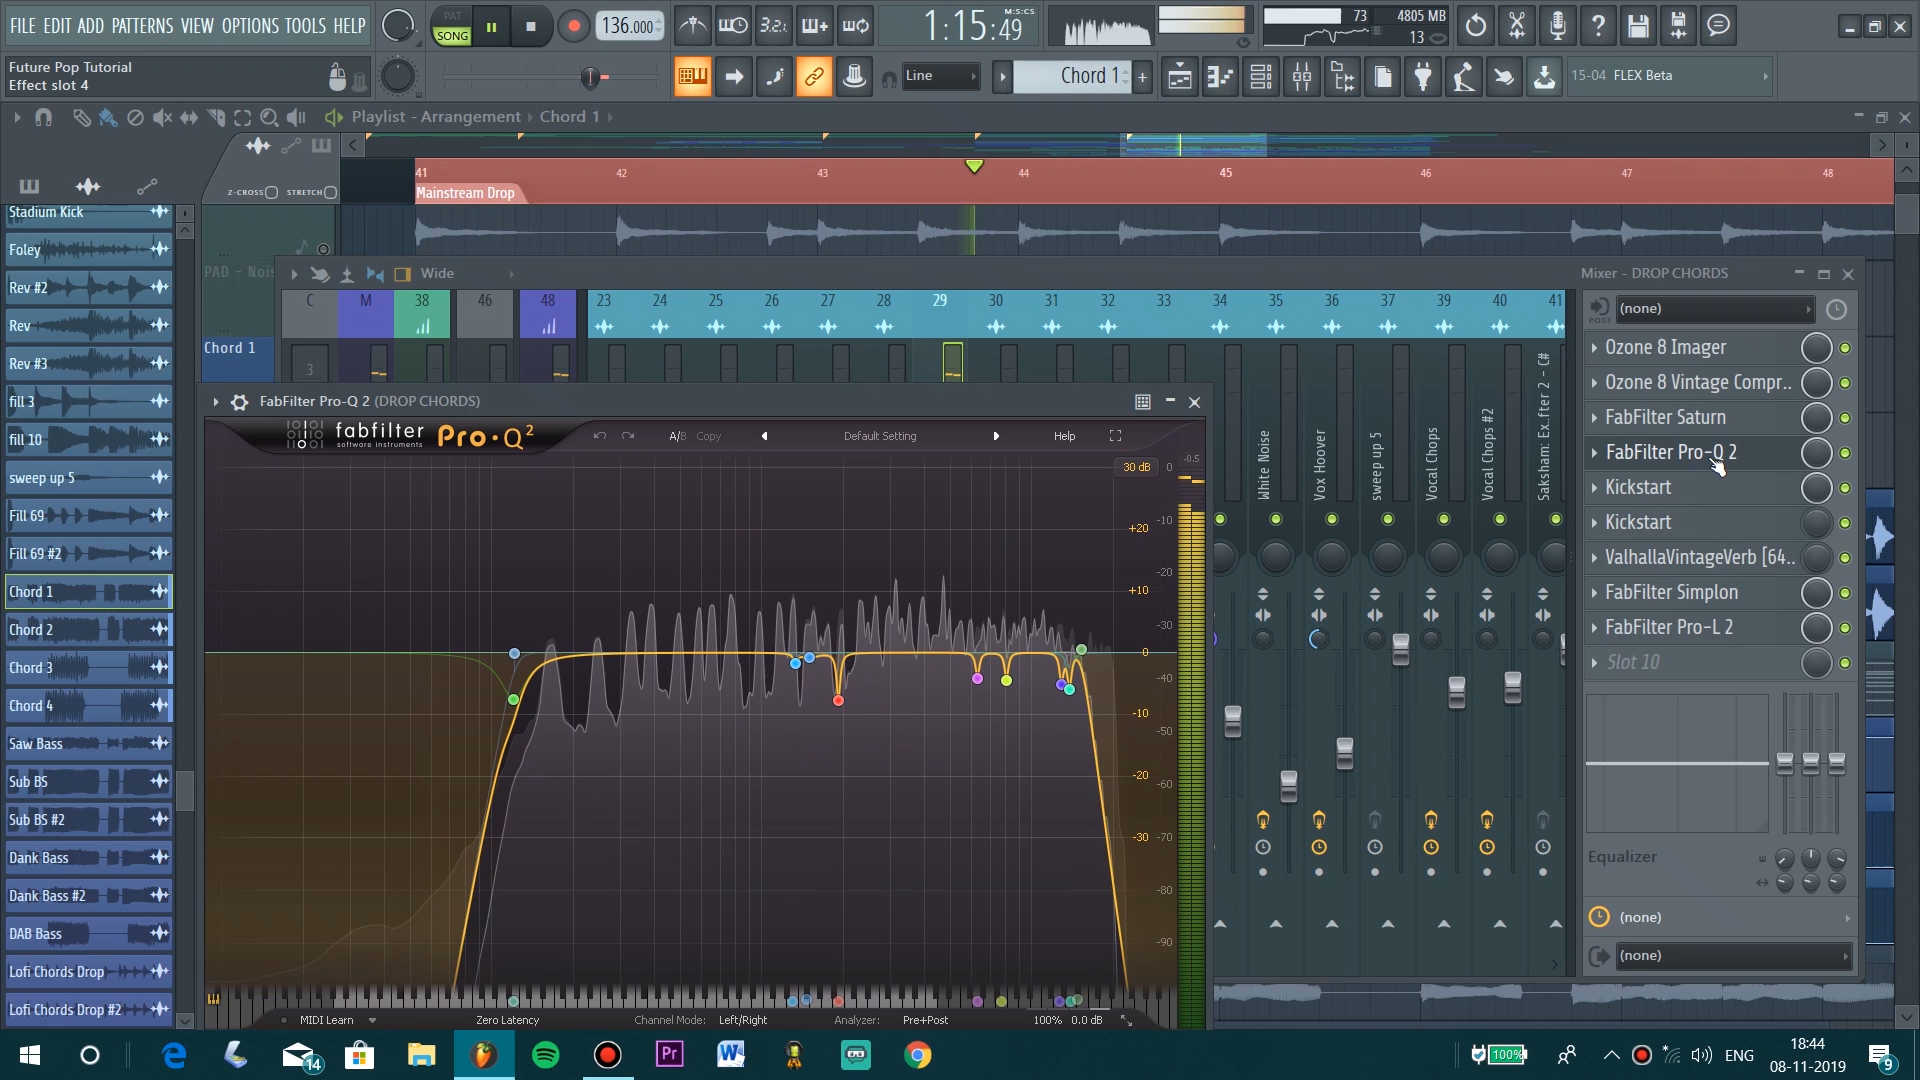 FILE EDIT ADD PATTERNS VIEW OPTIONS TOOLS HELP
PAT
SONG
136.000
3.2.
1:15:49
M:S:CS
73
4805 MB
13
Future Pop Tutorial
Effect slot 4
Line
Chord 1
15-04 FLEX Beta
Playlist - Arrangement
Chord 1
Z-CROSS
STRETCH
41
42
43
44
45
46
47
48
Mainstream Drop
PAD - Nois
Chord 1
Stadium Kick
Foley
Rev #2
Rev
Rev #3
fill 3
fill 10
sweep up 5
Fill 69
Fill 69 #2
Chord 1
Chord 2
Chord 3
Chord 4
Saw Bass
Sub BS
Sub BS #2
Dank Bass
Dank Bass #2
DAB Bass
Lofi Chords Drop
Lofi Chords Drop #2
Wide
Mixer - DROP CHORDS
C
M
38
46
48
23
24
25
26
27
28
29
30
31
32
33
34
35
36
37
39
40
41
3
White Noise
Vox Hoover
sweep up 5
Vocal Chops
Vocal Chops #2
Saksham: Ex.fter 2 - C#
POST
(none)
Ozone 8 Imager
Ozone 8 Vintage Compr..
FabFilter Saturn
FabFilter Pro-Q 2
Kickstart
Kickstart
ValhallaVintageVerb [64..
FabFilter Simplon
FabFilter Pro-L 2
Slot 10
Equalizer
(none)
(none)
FabFilter Pro-Q 2 (DROP CHORDS)
fabfilter
software instruments
Pro·Q²
A/B
Copy
Default Setting
Help
30 dB
0
-0.5
+20
-10
-20
+10
-30
0
-40
-10
-50
-20
-60
-30
-70
-80
-90
MIDI Learn
Zero Latency
Channel Mode:
Left/Right
Analyzer:
Pre+Post
100%
0.0 dB
14
Pr
100%
ENG
18:44
08-11-2019
9